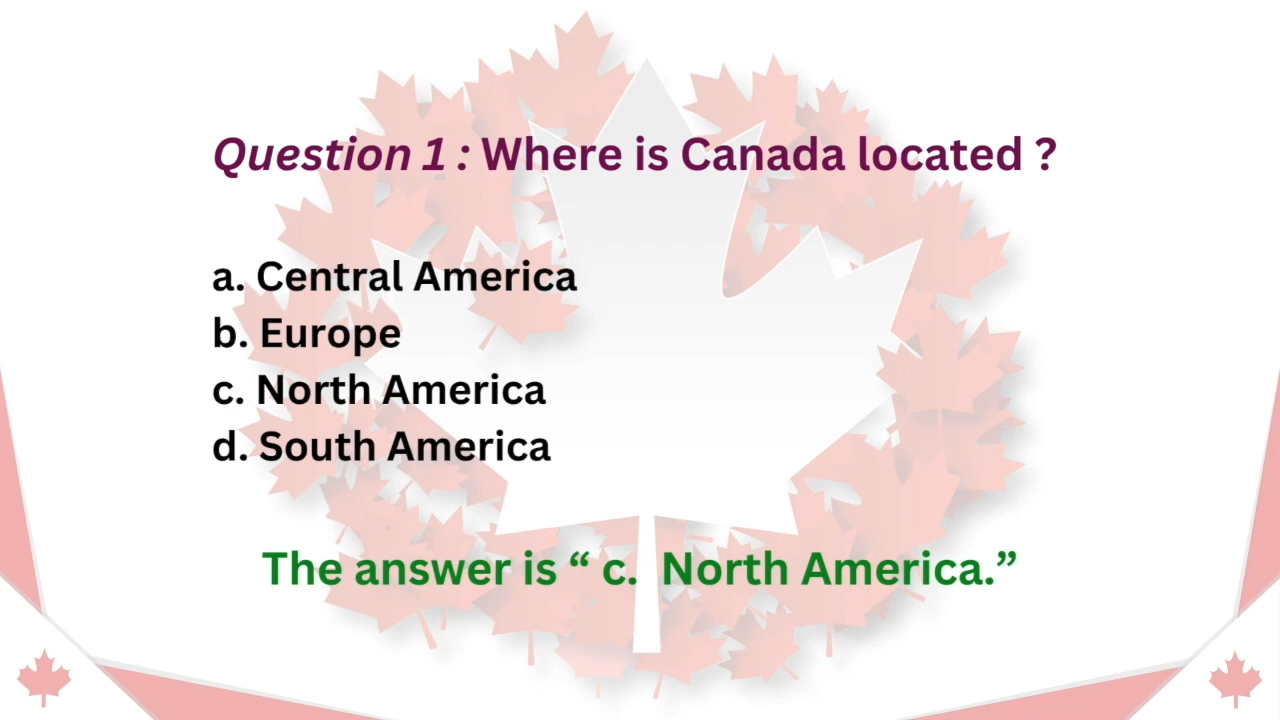 Question 1 : Where is Canada located ?
a. Central America
b. Europe
c. North America
d. South America
The answer is “ c. North America.”